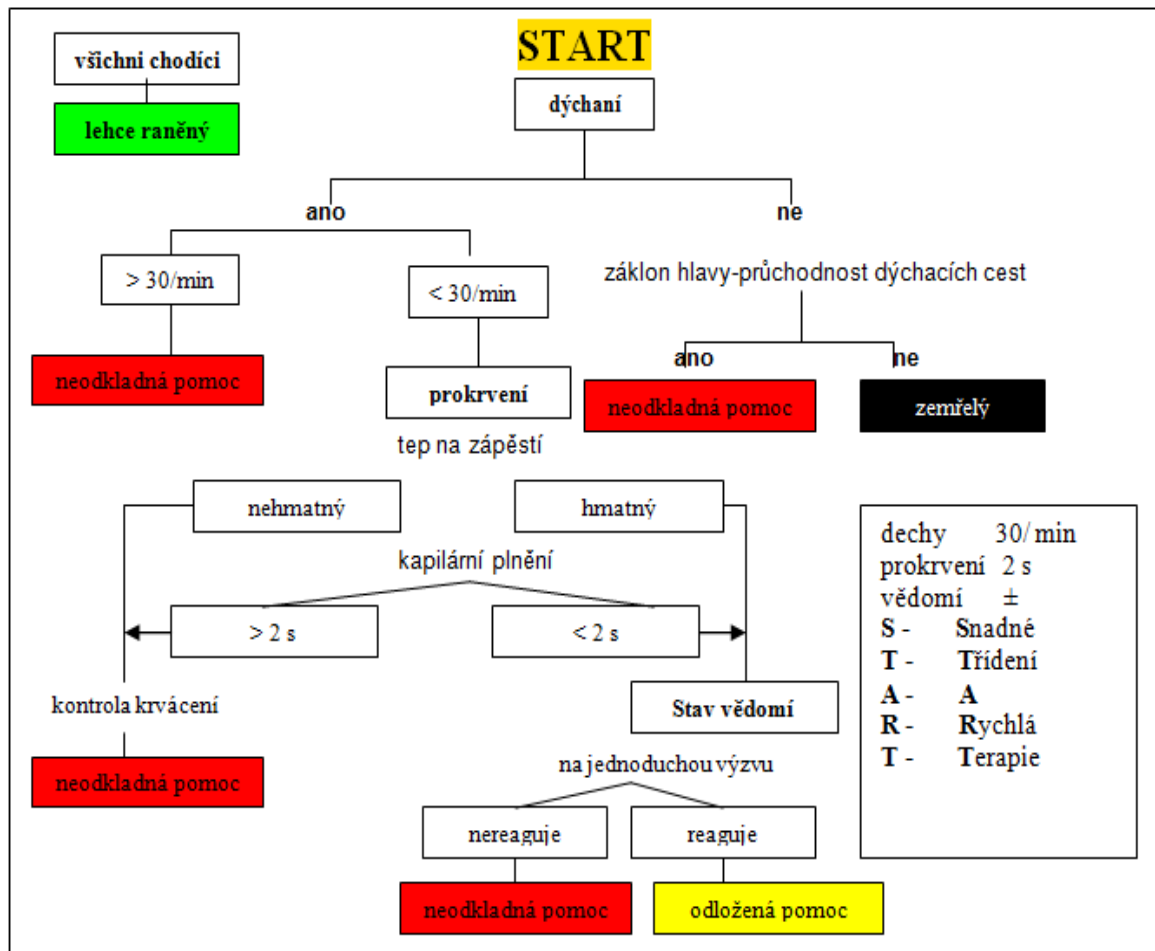 START
všichni chodíci
lehce raněný
dýchaní
ano
ne
> 30/min
< 30/min
záklon hlavy-průchodnost dýchacích cest
ano
ne
neodkladná pomoc
prokrvení
neodkladná pomoc
zemřelý
tep na zápěstí
nehmatný
hmatný
kapilární plnění
> 2 s
< 2 s
kontrola krvácení
Stav vědomí
neodkladná pomoc
na jednoduchou výzvu
nereaguje
reaguje
neodkladná pomoc
odložená pomoc
dechy 30/ min
prokrvení 2 s
vědomí ±
S - Snadné
T - Třídení
A - A
R - Rychlá
T - Terapie